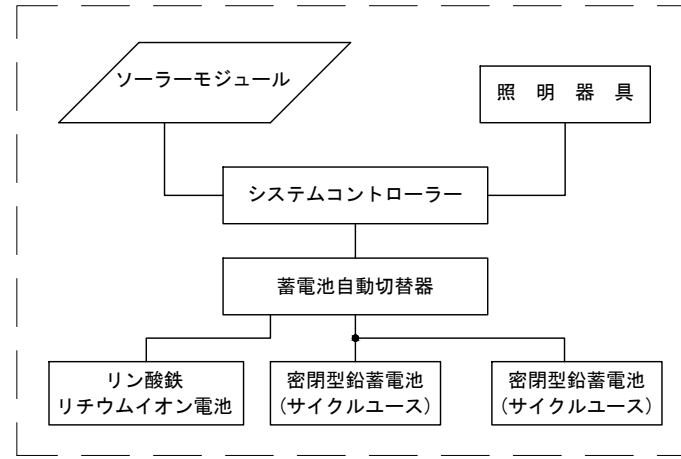 ソーラーモジュール
照　明　器　具
システムコントローラー
蓄電池自動切替器
リン酸鉄
リチウムイオン電池
密閉型鉛蓄電池
(サイクルユース)
密閉型鉛蓄電池
(サイクルユース)